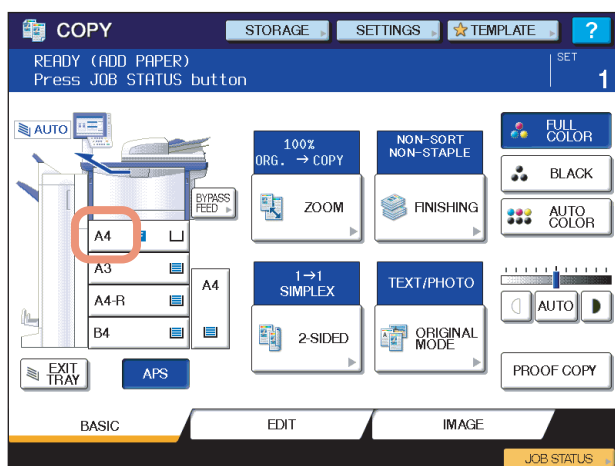 COPY
STORAGE
SETTINGS
TEMPLATE
?
READY (ADD PAPER)
Press JOB STATUS button
SET
1
AUTO
100%
ORG. → COPY
ZOOM
NON-SORT
NON-STAPLE
FINISHING
FULL
COLOR
BLACK
AUTO
COLOR
BYPASS
FEED
A4
A3
A4-R
B4
A4
1→1
SIMPLEX
2-SIDED
TEXT/PHOTO
ORIGINAL
MODE
AUTO
EXIT
TRAY
APS
PROOF COPY
BASIC
EDIT
IMAGE
JOB STATUS